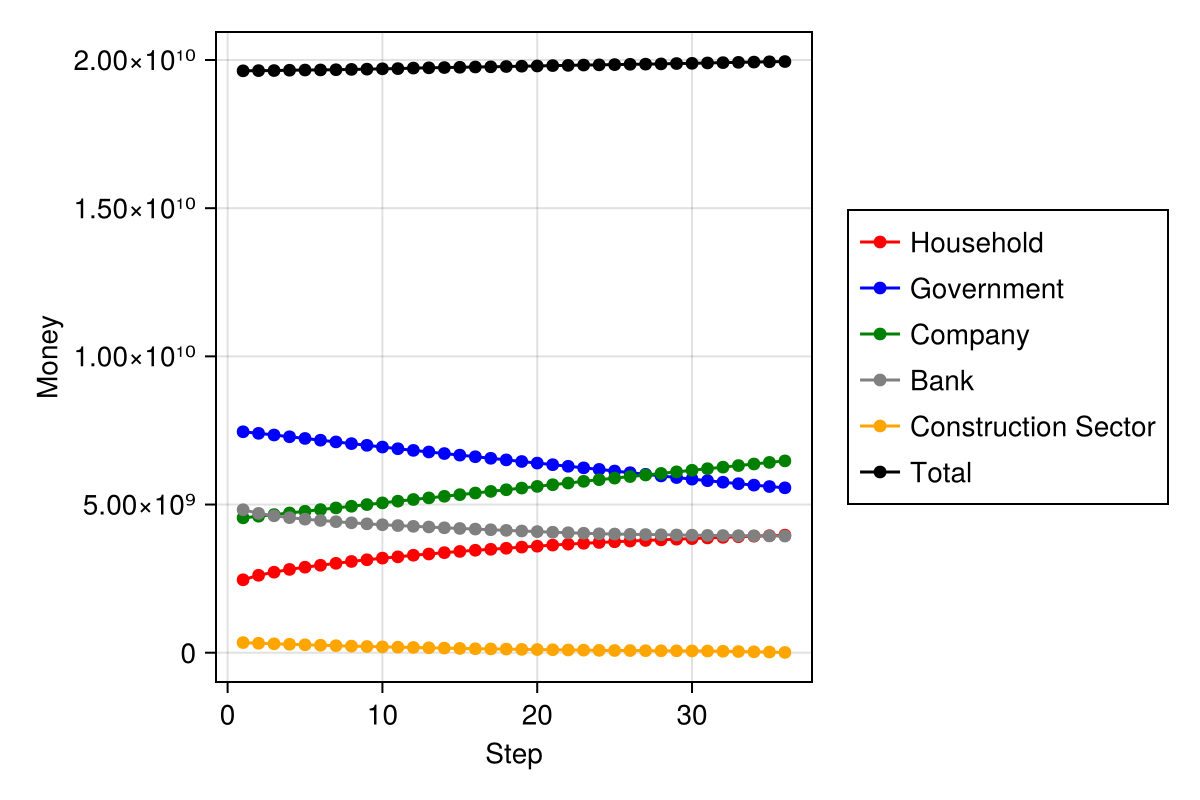 2.00×10¹⁰
1.50×10¹⁰
1.00×10¹⁰
5.00×10⁹
0
Money
0 10 20 30
Step
Household
Government
Company
Bank
Construction Sector
Total